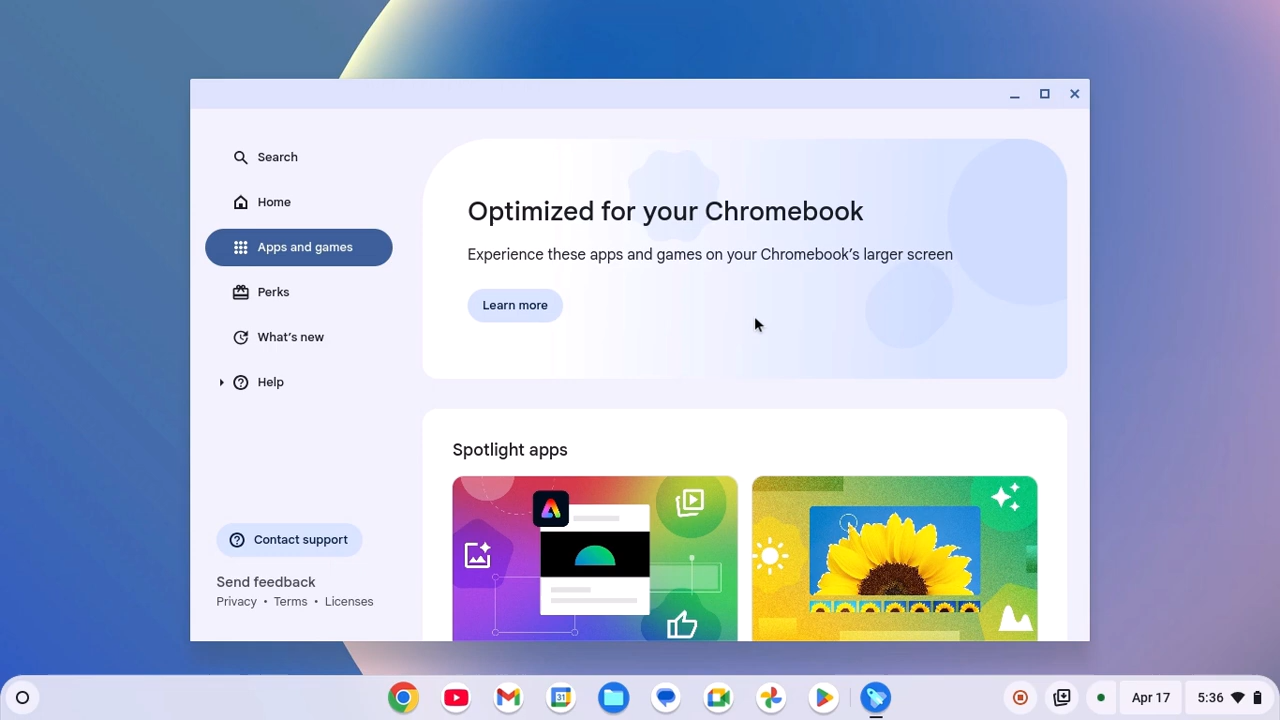 Search
Home
Apps and games
Perks
What's new
Help
Contact support
Send feedback
Privacy • Terms • Licenses
Optimized for your Chromebook
Experience these apps and games on your Chromebook's larger screen
Learn more
Spotlight apps
31
Apr 17
5:36